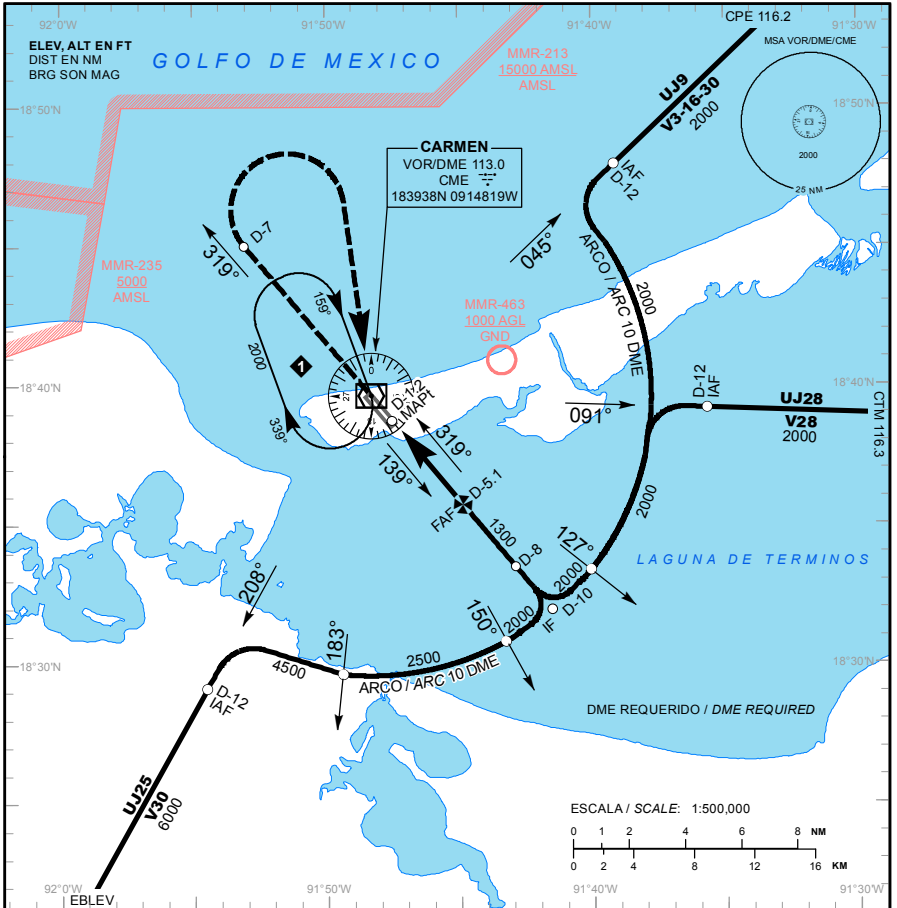 92°0'W
91°50'W
91°40'W
91°30'W
CPE 116.2
ELEV, ALT EN FT
DIST EN NM
BRG SON MAG
GOLFO DE MEXICO
MMR-213
15000 AMSL
AMSL
MSA VOR/DME/CME
2000
25 NM
18°50'N
18°50'N
UJ9
V3-16-30
2000
CARMEN
VOR/DME 113.0
CME
183938N 0914819W
IAF
D-12
D-7
319°
045°
ARCO / ARC 10 DME
2000
MMR-235
5000
AMSL
MMR-463
1000 AGL
GND
159°
2000
1
339°
0
27
18
D-1.2
MAPt
18°40'N
18°40'N
D-12
IAF
UJ28
V28
2000
CTM 116.3
091°
319°
139°
D-5.1
FAF
1300
D-8
2000
127°
2000
LAGUNA DE TERMINOS
IF D-10
150°
2000
208°
183°
2500
4500
ARCO / ARC 10 DME
18°30'N
18°30'N
D-12
IAF
DME REQUERIDO / DME REQUIRED
UJ25
V30
6000
ESCALA / SCALE: 1:500,000
0 1 2 4 6 8 NM
0 2 4 8 12 16 KM
92°0'W
91°50'W
91°40'W
91°30'W
EBLEV